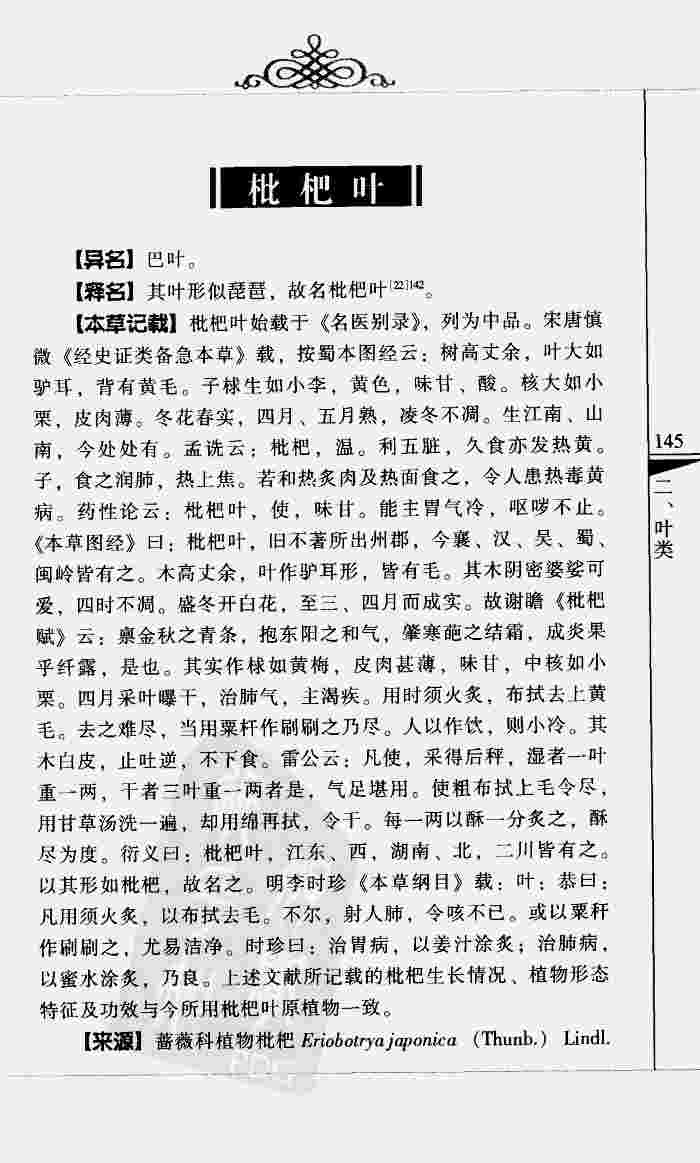 枇杷叶
【异名】巴叶。
【释名】其叶形似琵琶，故名枇杷叶[22]142。
【本草记载】枇杷叶始载于《名医别录》，列为中品。宋唐慎
微《经史证类备急本草》载，按蜀本图经云：树高丈余，叶大如
驴耳，背有黄毛。子梂生如小李，黄色，味甘、酸。核大如小
栗，皮肉薄。冬花春实，四月、五月熟，凌冬不凋。生江南、山
南，今处处有。孟诜云：枇杷，温。利五脏，久食亦发热黄。
子，食之润肺，热上焦。若和热炙肉及热面食之，令人患热毒黄
病。药性论云：枇杷叶，使，味甘。能主胃气冷，呕哕不止。
《本草图经》曰：枇杷叶，旧不著所出州郡，今襄、汉、吴、蜀、
闽岭皆有之。木高丈余，叶作驴耳形，皆有毛。其木阴密婆娑可
爱，四时不凋。盛冬开白花，至三、四月而成实。故谢瞻《枇杷
赋》云：禀金秋之青条，抱东阳之和气，肇寒葩之结霜，成炎果
乎纤露，是也。其实作梂如黄梅，皮肉甚薄，味甘，中核如小
栗。四月采叶曝干，治肺气，主渴疾。用时须火炙，布拭去上黄
毛。去之难尽，当用粟杆作刷刷之乃尽。人以作饮，则小冷。其
木白皮，止吐逆，不下食。雷公云：凡使，采得后秤，湿者一叶
重一两，干者三叶重一两者是，气足堪用。使粗布拭上毛令尽，
用甘草汤洗一遍，却用绵再拭，令干。每一两以酥一分炙之，酥
尽为度。衍义曰：枇杷叶，江东、西，湖南、北，二川皆有之。
以其形如枇杷，故名之。明李时珍《本草纲目》载：叶：恭曰：
凡用须火炙，以布拭去毛。不尔，射人肺，令咳不已。或以粟秆
作刷刷之，尤易洁净。时珍曰：治胃病，以姜汁涂炙；治肺病，
以蜜水涂炙，乃良。上述文献所记载的枇杷生长情况、植物形态
特征及功效与今所用枇杷叶原植物一致。
【来源】蔷薇科植物枇杷 Eriobotrya japonica （Thunb.） Lindl.
145
二、叶类